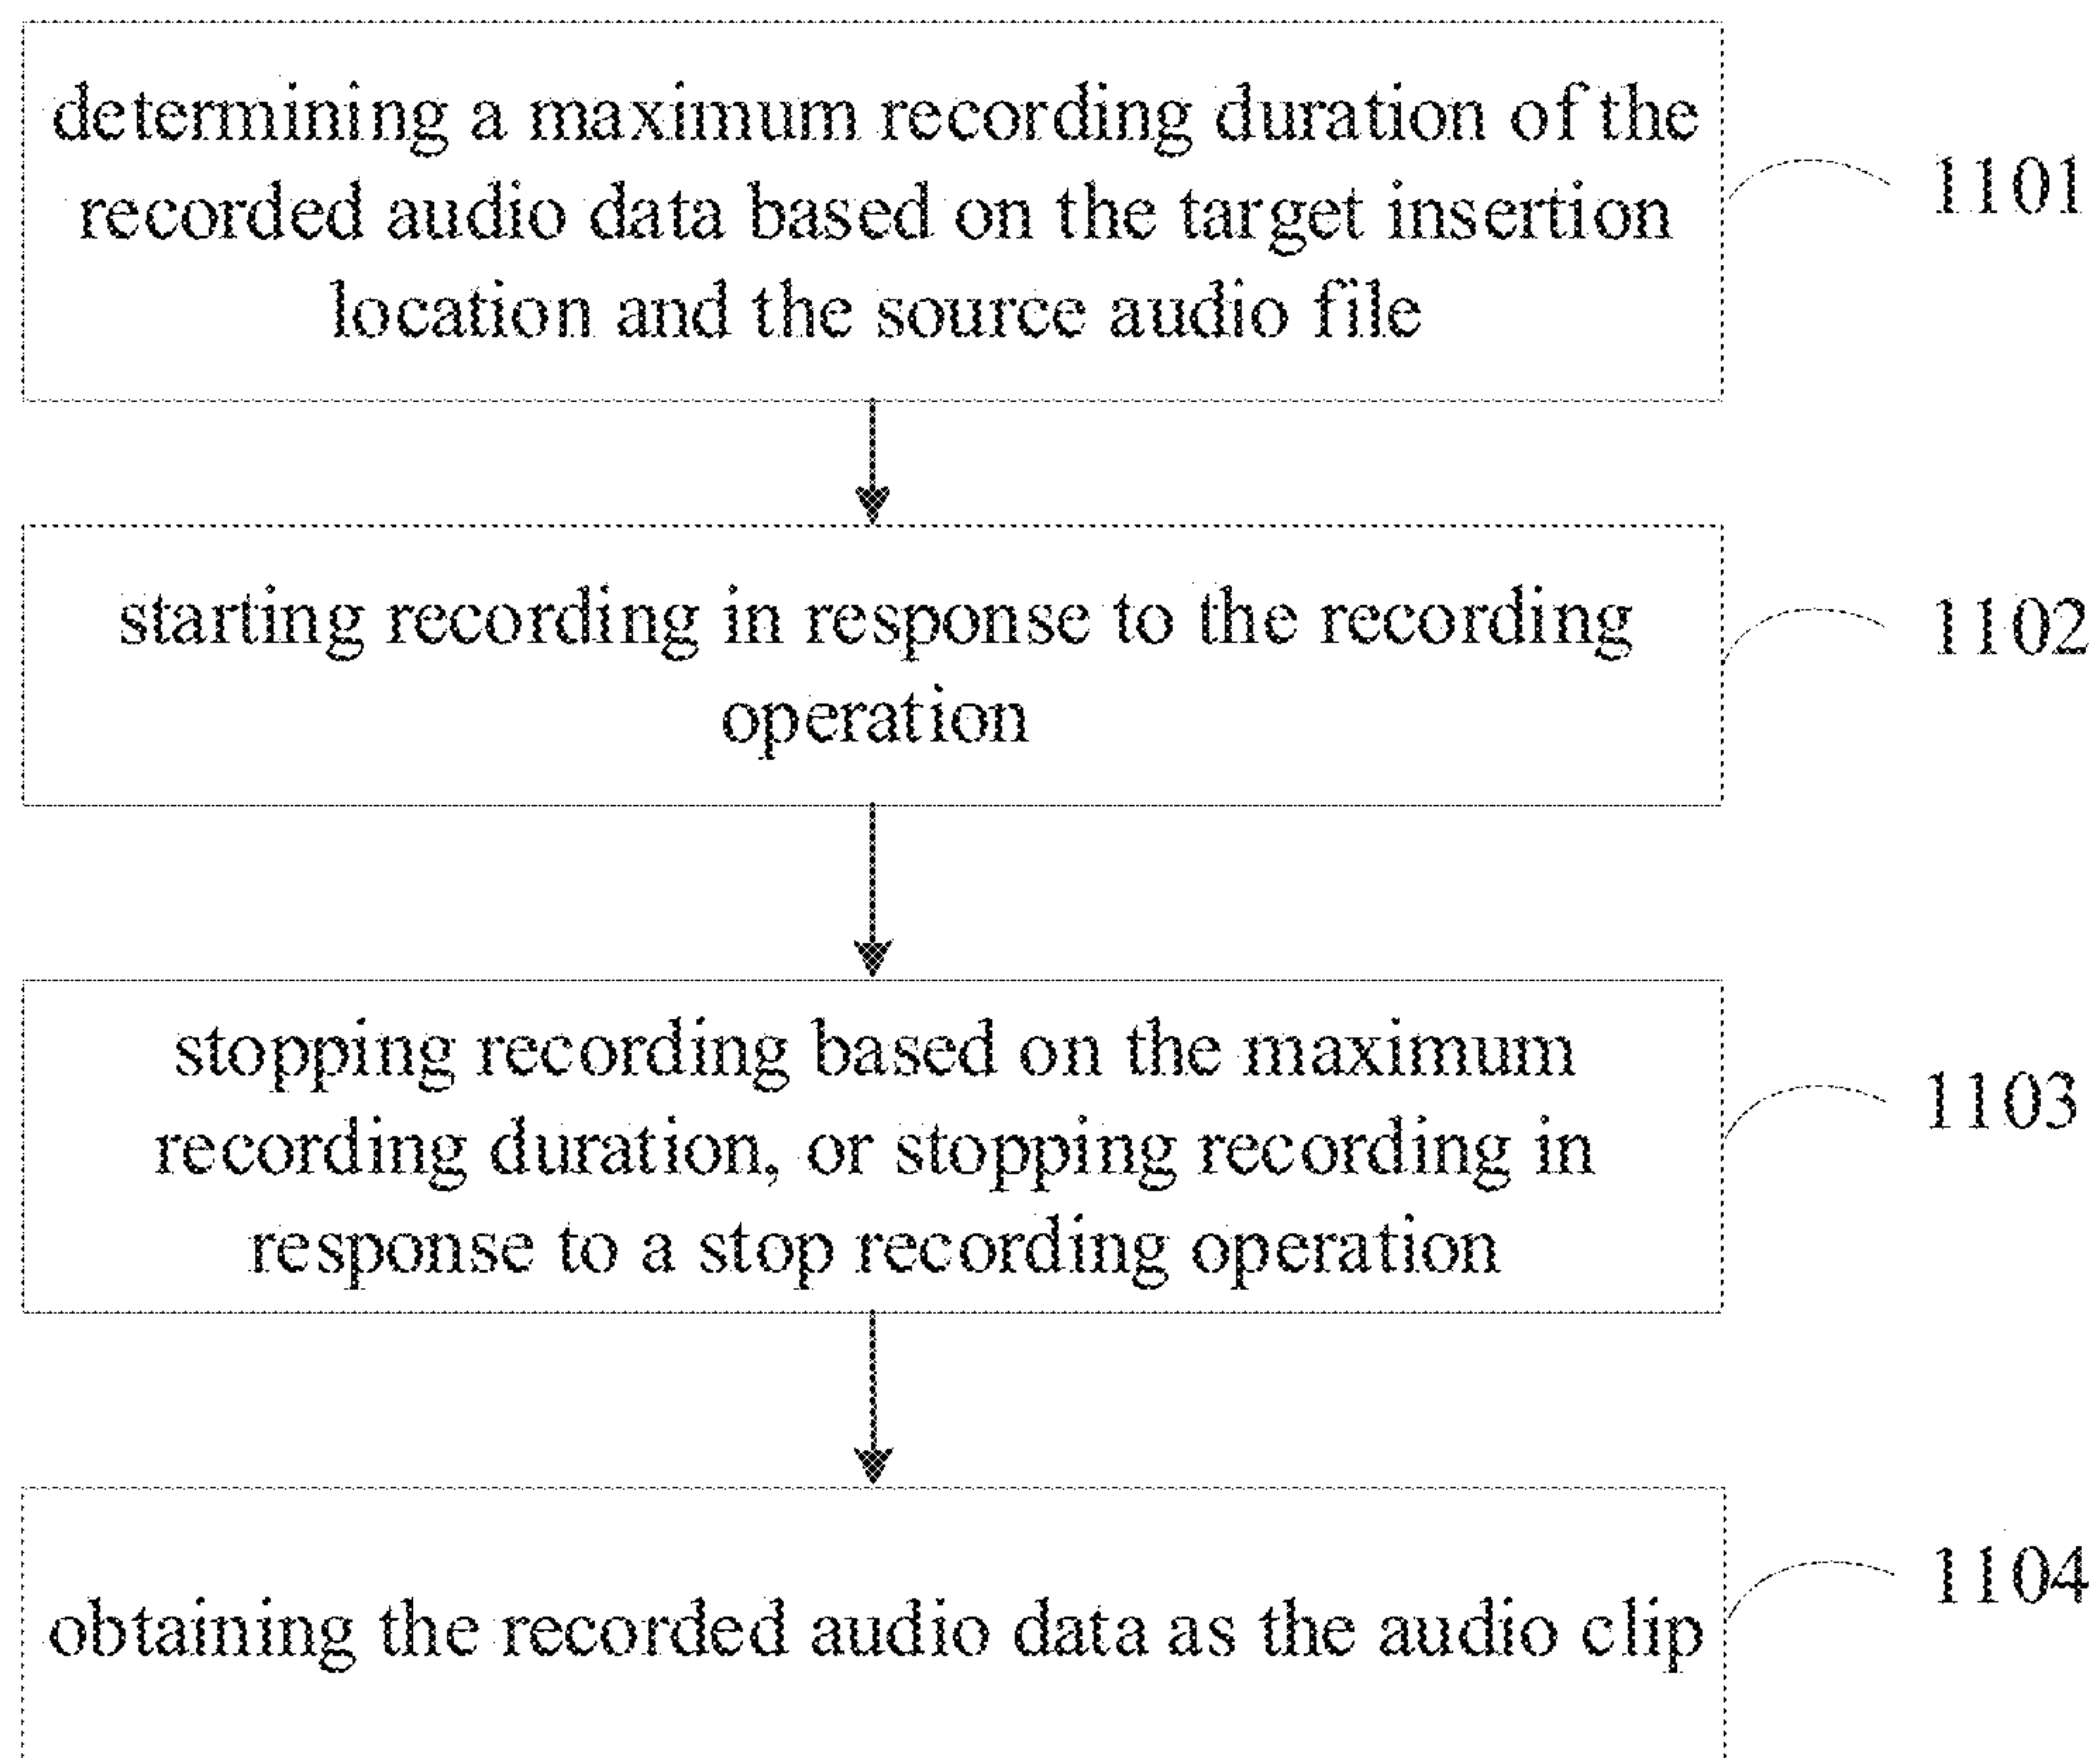 determining a maximum recording duration of the
recorded audio data based on the target insertion
location and the source audio file
1101
starting recording in response to the recording
operation
1102
stopping recording based on the maximum
recording duration, or stopping recording in
response to a stop recording operation
1103
obtaining the recorded audio data as the audio clip
1104